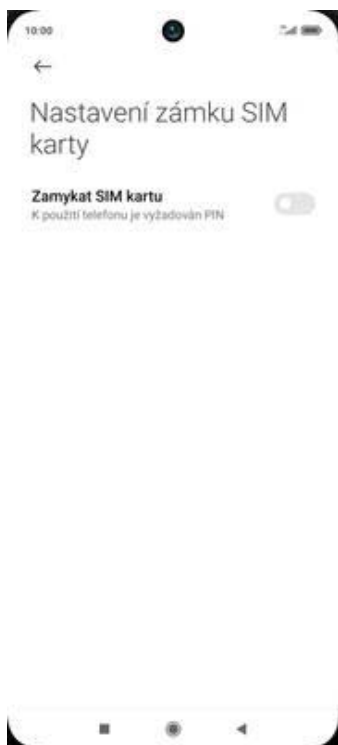 10:00
Nastavení zámku SIM
karty
Zamykat SIM kartu
K použití telefonu je vyžadován PIN